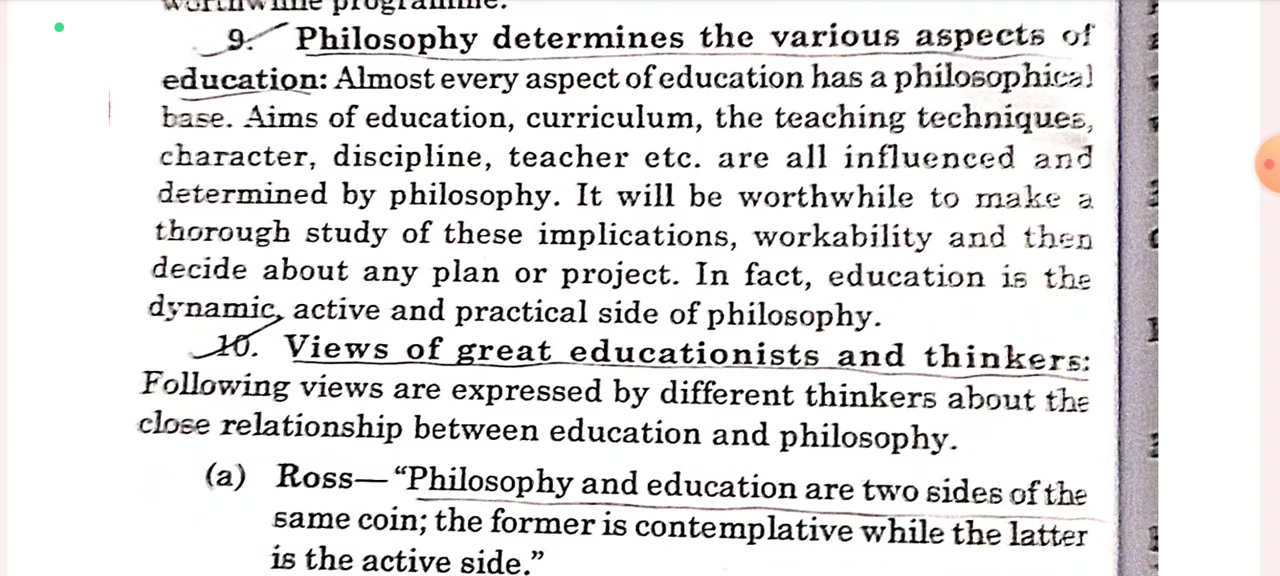 worthwhile programme.
9. Philosophy determines the various aspects of
education: Almost every aspect of education has a philosophical
base. Aims of education, curriculum, the teaching techniques,
character, discipline, teacher etc. are all influenced and
determined by philosophy. It will be worthwhile to make a
thorough study of these implications, workability and then
decide about any plan or project. In fact, education is the
dynamic, active and practical side of philosophy.
10. Views of great educationists and thinkers:
Following views are expressed by different thinkers about the
close relationship between education and philosophy.
(a) Ross—“Philosophy and education are two sides of the
same coin; the former is contemplative while the latter
is the active side.”